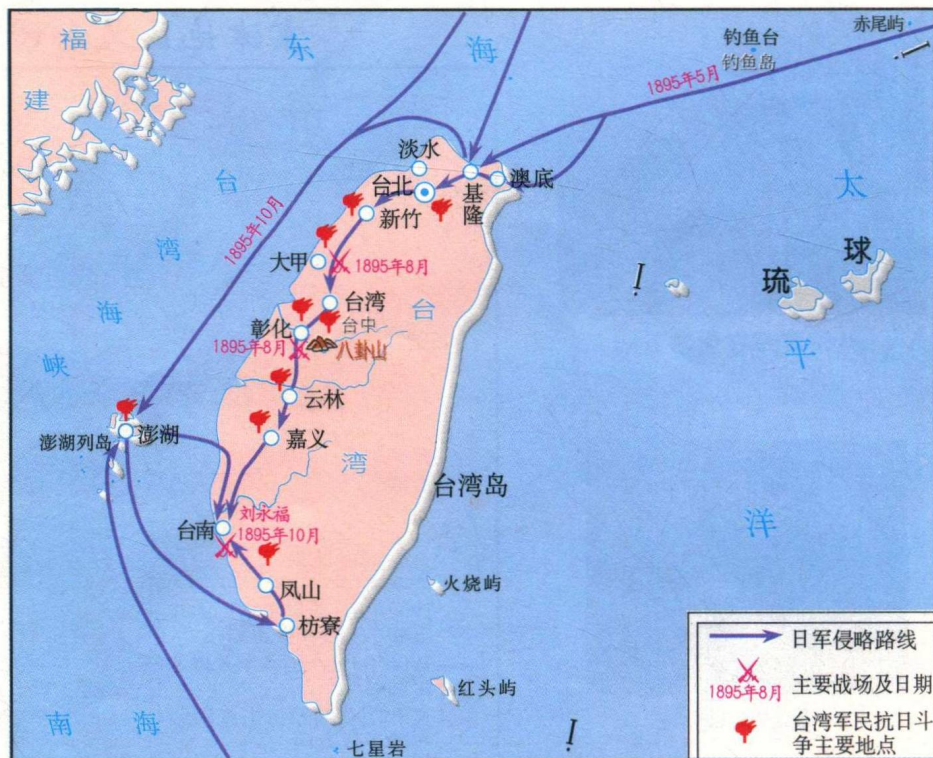 福建
东海
钓鱼台
钓鱼岛
赤尾屿
1895年5月
淡水
台北
基隆
澳底
新竹
太平洋
台湾海峡
1895年10月
大甲
1895年8月
琉球
台湾
台中
彰化
1895年8月
八卦山
台湾
云林
澎湖列岛
澎湖
嘉义
台湾岛
台南
刘永福
1895年10月
凤山
火烧屿
枋寮
红头屿
南海
七星岩
日军侵略路线
1895年8月
主要战场及日期
台湾军民抗日斗
争主要地点